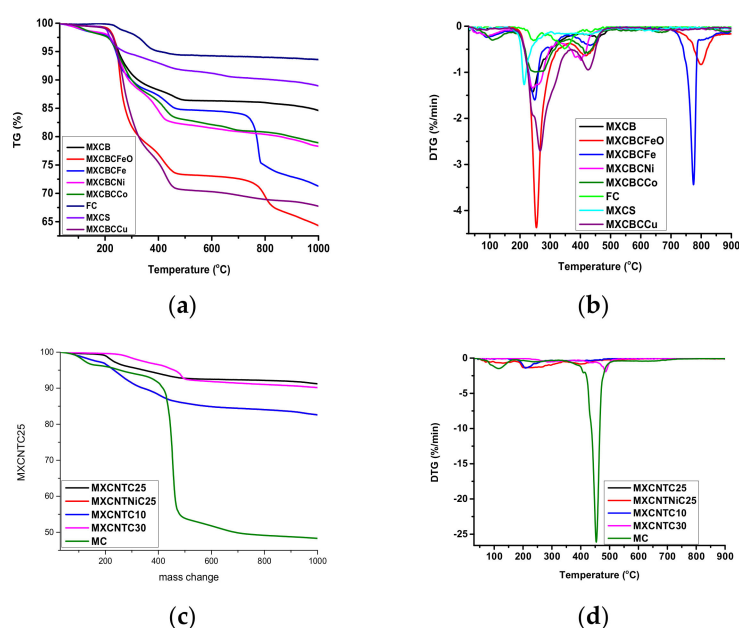 100
95
90
85
80
75
70
65
TG (%)
MXCB
MXCBCFeO
MXCBCFe
MXCBCNi
MXCBCCo
FC
MXCS
MXCBCCu
200
400
600
800
1000
Temperature (°C)
(a)
0
-1
-2
-3
-4
DTG (%/min)
MXCB
MXCBCFeO
MXCBCFe
MXCBCNi
MXCBCCo
FC
MXCS
MXCBCCu
100
200
300
400
500
600
700
800
900
Temperature (°C)
(b)
100
90
80
70
60
50
MXCNTC25
MXCNTC25
MXCNTNiC25
MXCNTC10
MXCNTC30
MC
200
400
600
800
1000
mass change
(c)
0
-5
-10
-15
-20
-25
DTG (%/min)
MXCNTC25
MXCNTNiC25
MXCNTC10
MXCNTC30
MC
100
200
300
400
500
600
700
800
900
Temperature (°C)
(d)